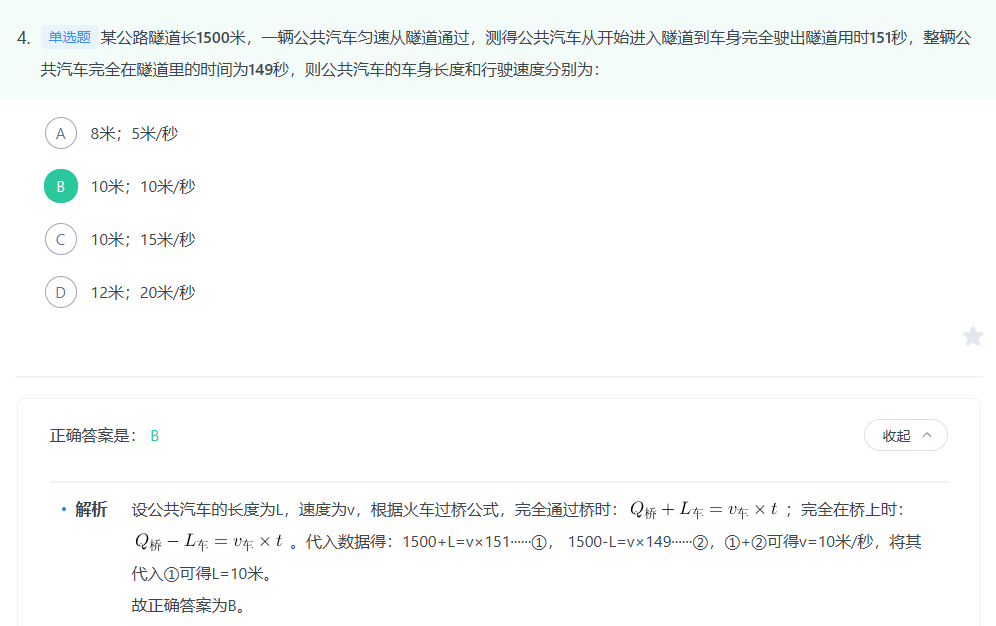 4. 单选题 某公路隧道长1500米，一辆公共汽车匀速从隧道通过，测得公共汽车从开始进入隧道到车身完全驶出隧道用时151秒，整辆公
共汽车完全在隧道里的时间为149秒，则公共汽车的车身长度和行驶速度分别为：
A 8米；5米/秒
B 10米；10米/秒
C 10米；15米/秒
D 12米；20米/秒
正确答案是： B 收起
解析 设公共汽车的长度为L，速度为v，根据火车过桥公式，完全通过桥时：Q桥 + L车 = v车 × t ；完全在桥上时：
Q桥 − L车 = v车 × t 。代入数据得：1500+L=v×151……①， 1500-L=v×149……②，①+②可得v=10米/秒，将其
代入①可得L=10米。
故正确答案为B。